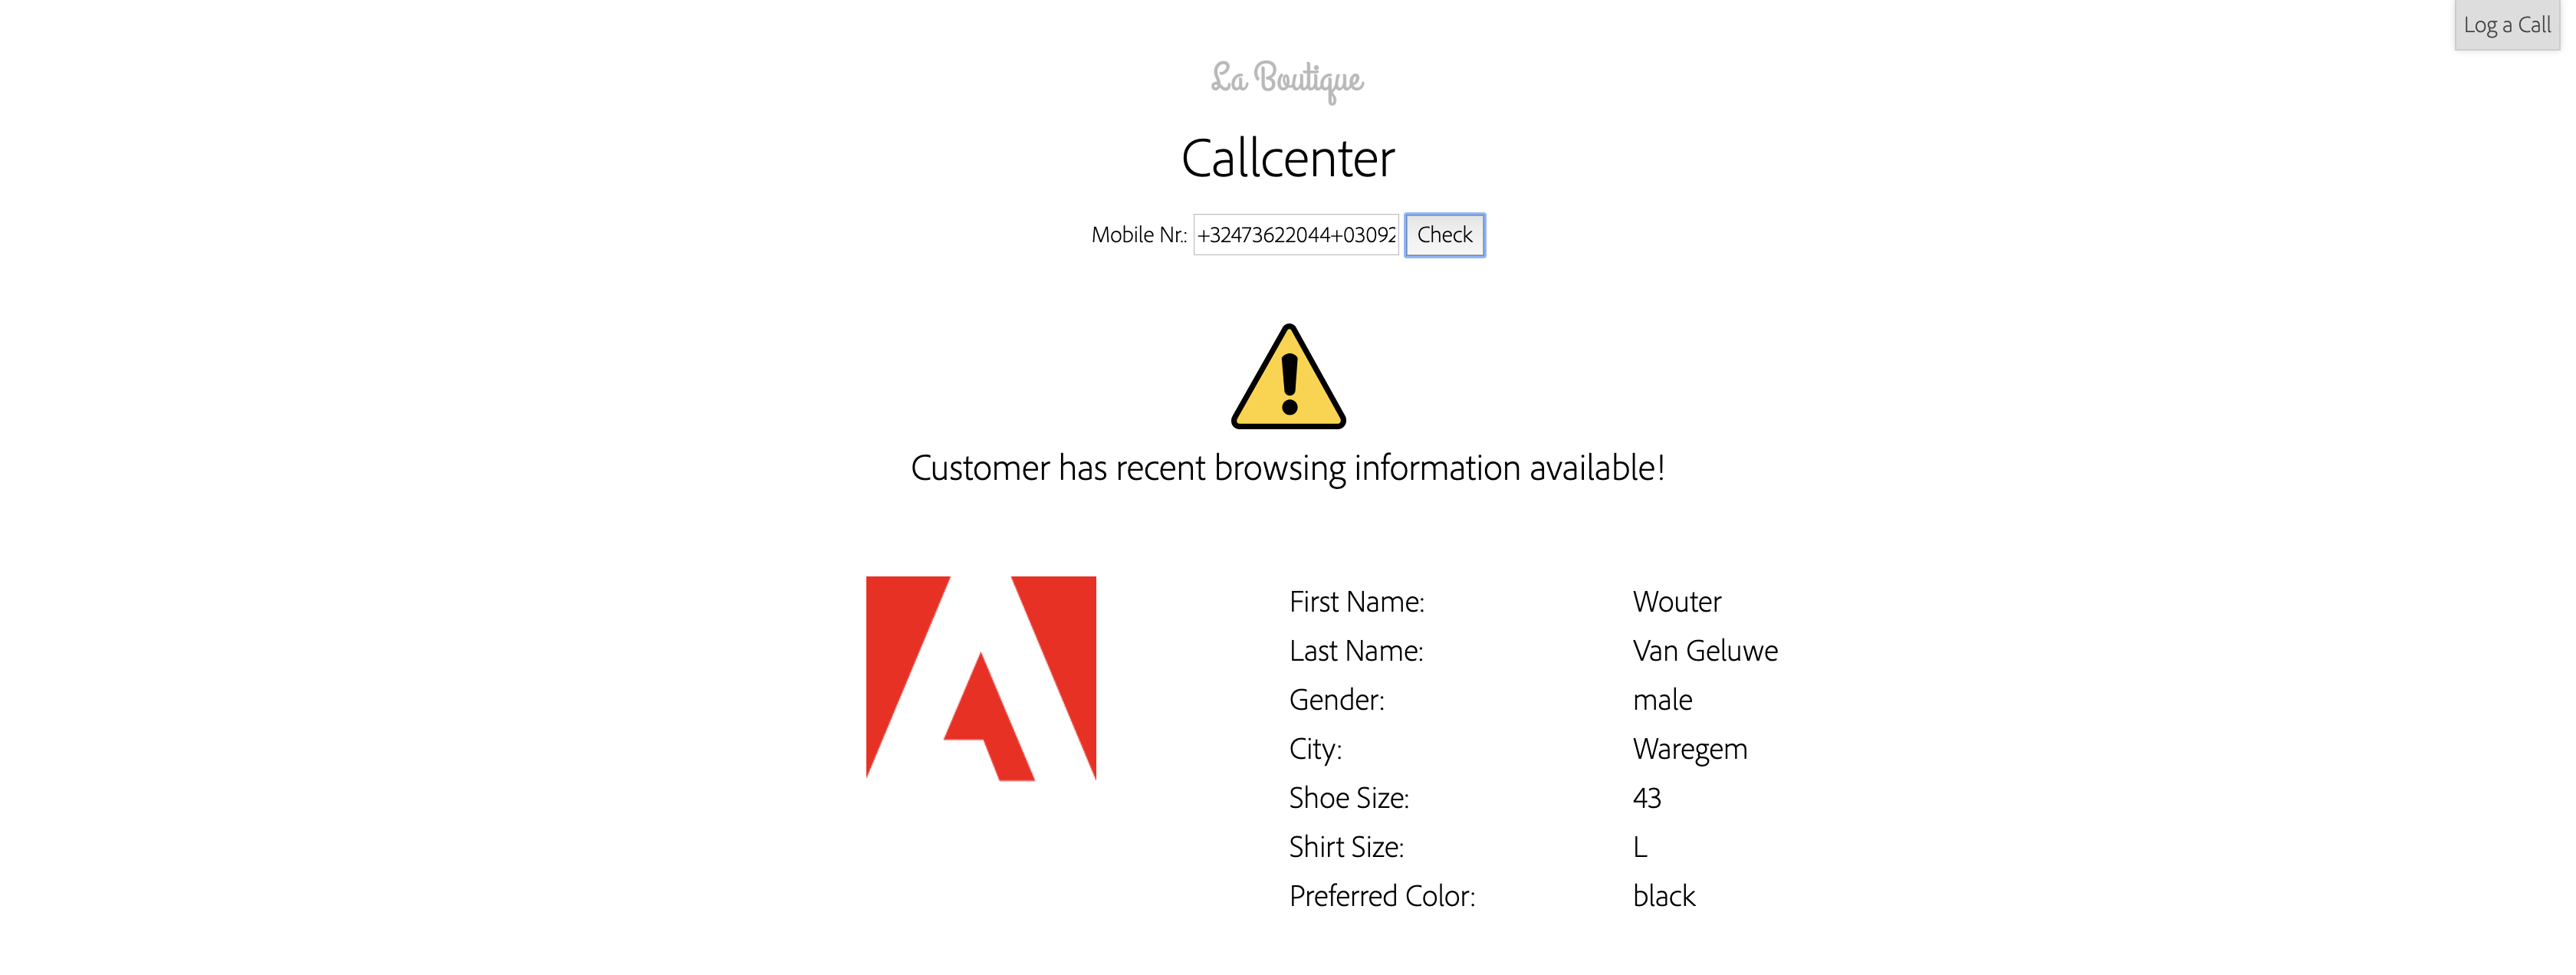 Log a Call
La Boutique
Callcenter
Mobile Nr.: +32473622044+03092 Check
Customer has recent browsing information available!
First Name: Wouter
Last Name: Van Geluwe
Gender: male
City: Waregem
Shoe Size: 43
Shirt Size: L
Preferred Color: black